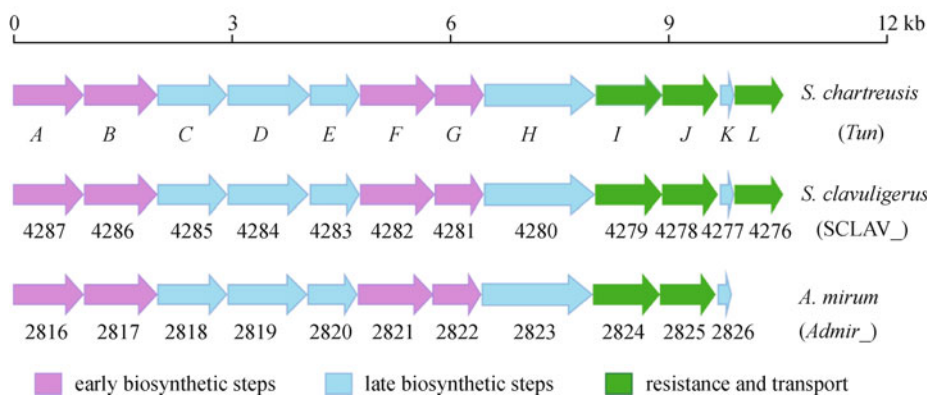 0 3 6 9 12 kb
S. chartreusis
A B C D E F G H I J K L (Tun)
S. clavuligerus
4287 4286 4285 4284 4283 4282 4281 4280 4279 4278 4277 4276 (SCLAV_)
A. mirum
2816 2817 2818 2819 2820 2821 2822 2823 2824 2825 2826 (Admir_)
early biosynthetic steps late biosynthetic steps resistance and transport